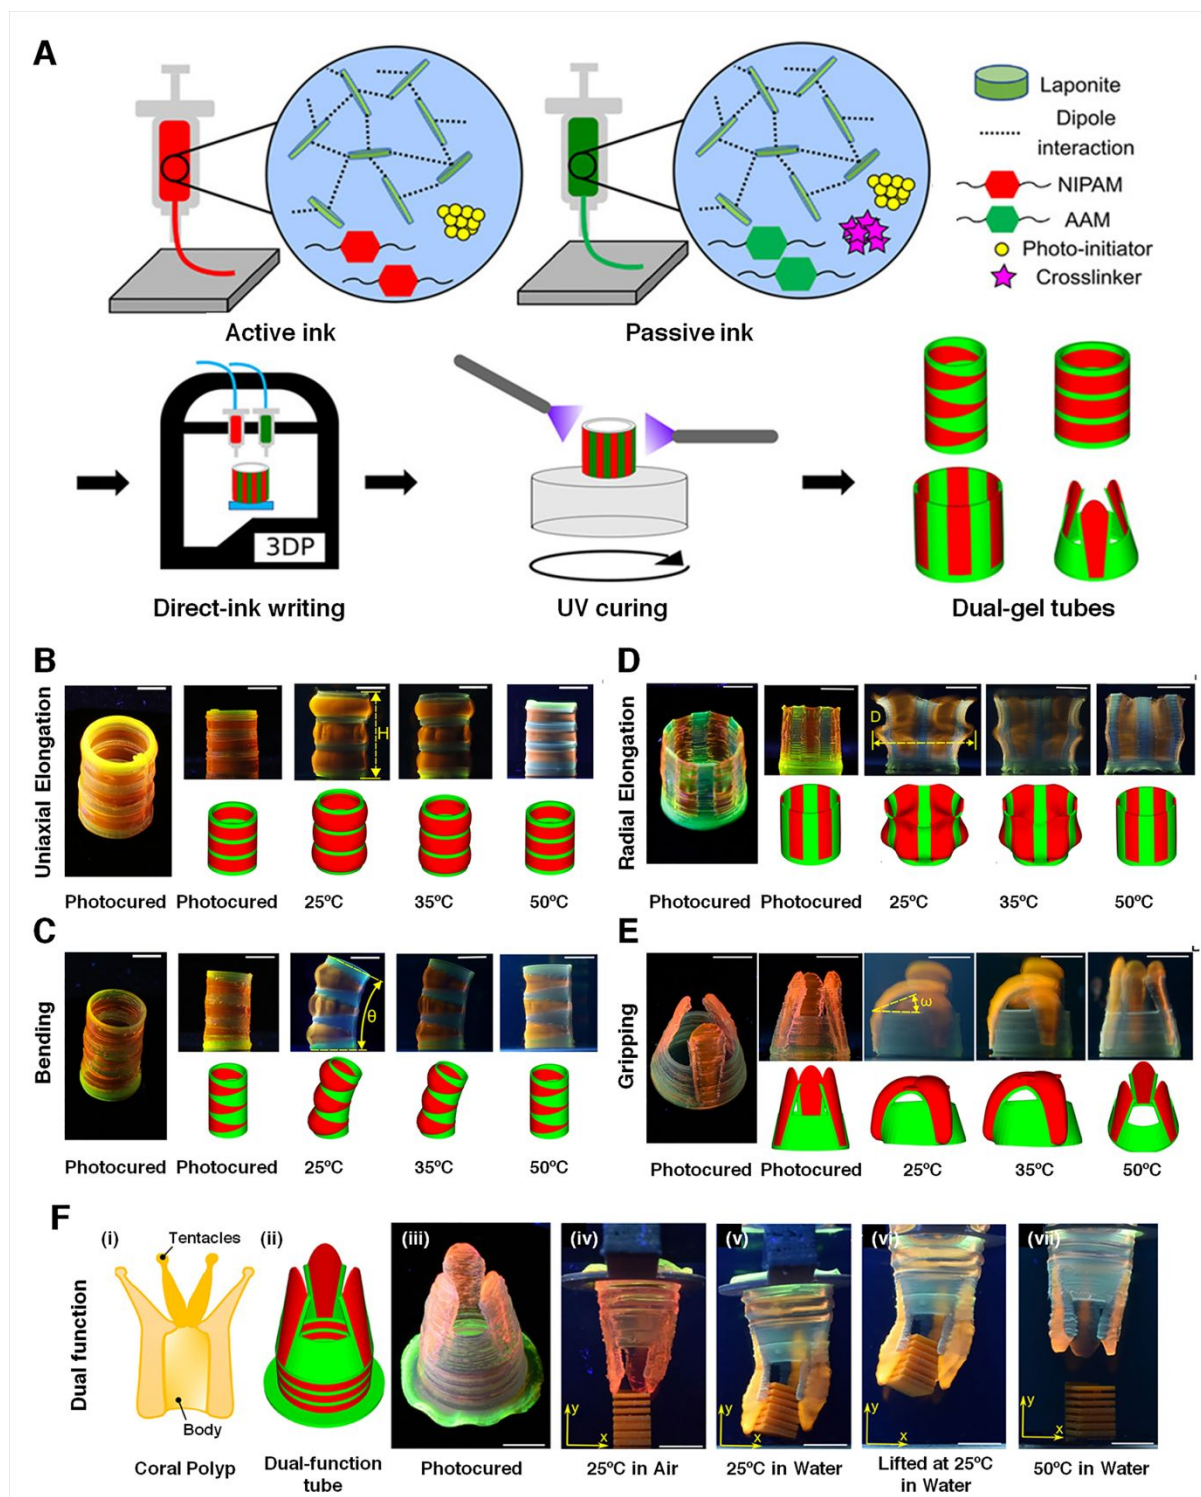 A
Laponite
Dipole
interaction
NIPAM
AAM
Photo-initiator
Crosslinker
Active ink
Passive ink
3DP
Direct-ink writing
UV curing
Dual-gel tubes
B
Uniaxial Elongation
H
Photocured
Photocured
25ºC
35ºC
50ºC
D
Radial Elongation
D
Photocured
Photocured
25ºC
35ºC
50ºC
C
Bending
θ
Photocured
Photocured
25ºC
35ºC
50ºC
E
Gripping
ω
Photocured
Photocured
25ºC
35ºC
50ºC
F
Dual function
(i)
Tentacles
Body
Coral Polyp
(ii)
Dual-function
tube
(iii)
Photocured
(iv)
y
x
25ºC in Air
(v)
y
x
25ºC in Water
(vi)
y
x
Lifted at 25ºC
in Water
(vii)
y
x
50ºC in Water